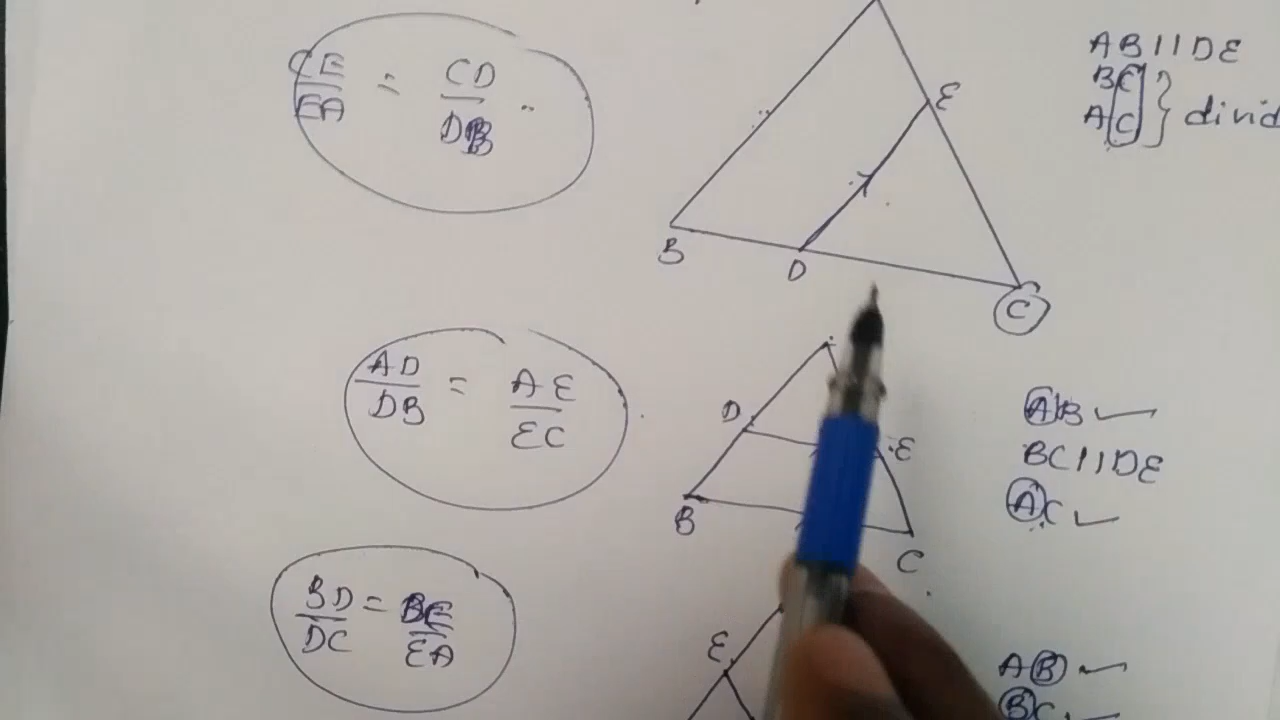 CE = CD
EA DB
AB || DE
BC
AC } divid
E
B
D
C
AD = AE
DB EC
D
E
B
C
AB ✓
BC || DE
AC ✓
BD = BE
DC EA
E
AB ✓
BC ✓